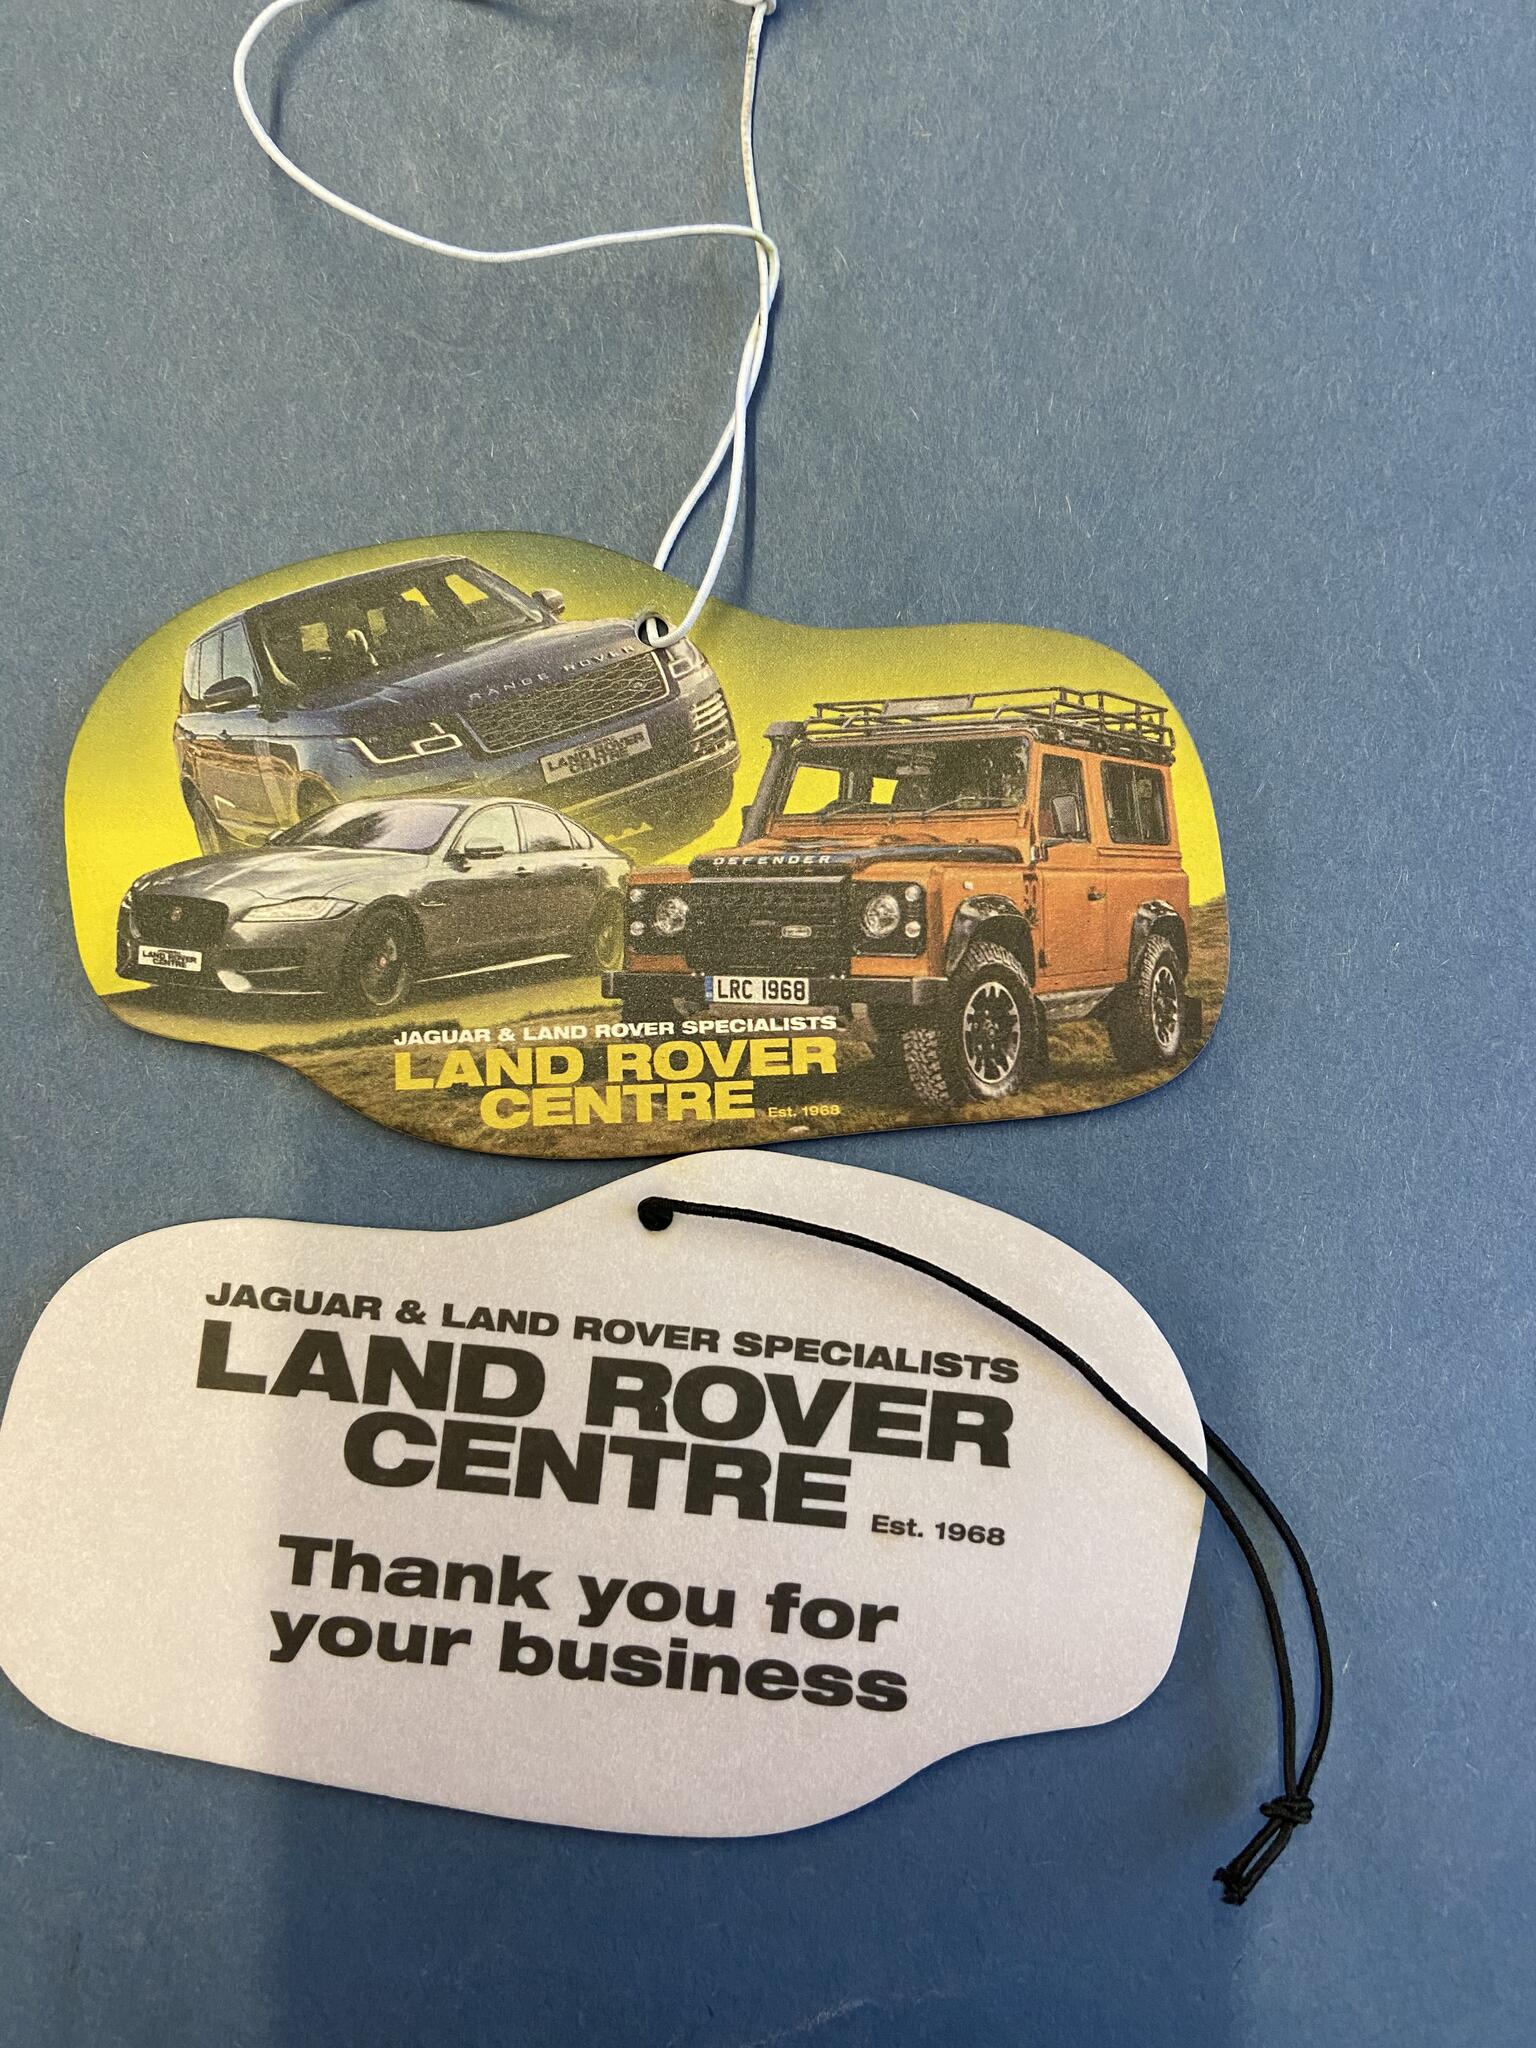 RANGE ROVER
LAND ROVER
CENTRE
DEFENDER
LAND ROVER
CENTRE
LRC 1968
JAGUAR & LAND ROVER SPECIALISTS
LAND ROVER
CENTRE Est. 1968
JAGUAR & LAND ROVER SPECIALISTS
LAND ROVER
CENTRE Est. 1968
Thank you for
your business